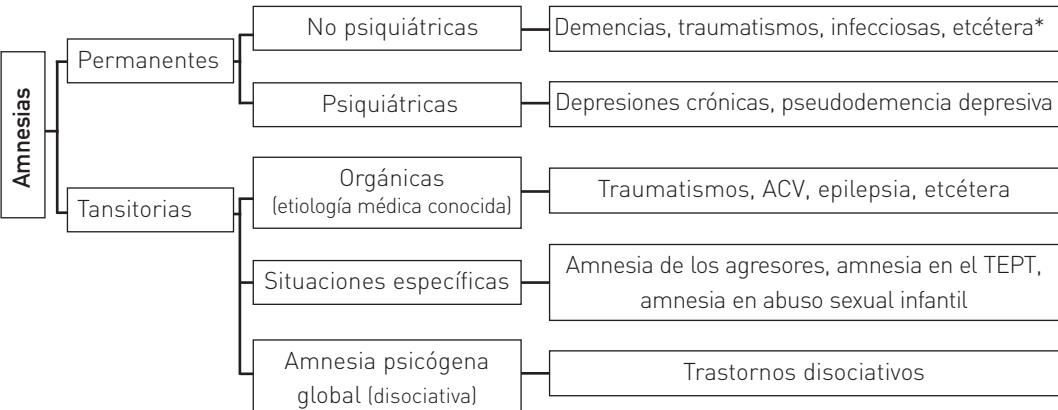 Amnesias
Permanentes
No psiquiátricas
Demencias, traumatismos, infecciosas, etcétera*
Psiquiátricas
Depresiones crónicas, pseudodemencia depresiva
Tansitorias
Orgánicas
(etiología médica conocida)
Traumatismos, ACV, epilepsia, etcétera
Situaciones específicas
Amnesia de los agresores, amnesia en el TEPT,
amnesia en abuso sexual infantil
Amnesia psicógena
global (disociativa)
Trastornos disociativos